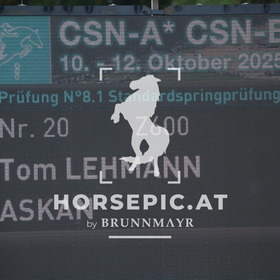 CSN-A* CSN-B
10. - 12. Oktober 2025
Prüfung N°8.1 Standardspringprüfung
Nr. 20 Z600
Tom LEHMANN
ASKAN
HORSEPIC.AT
by BRUNNMAYR